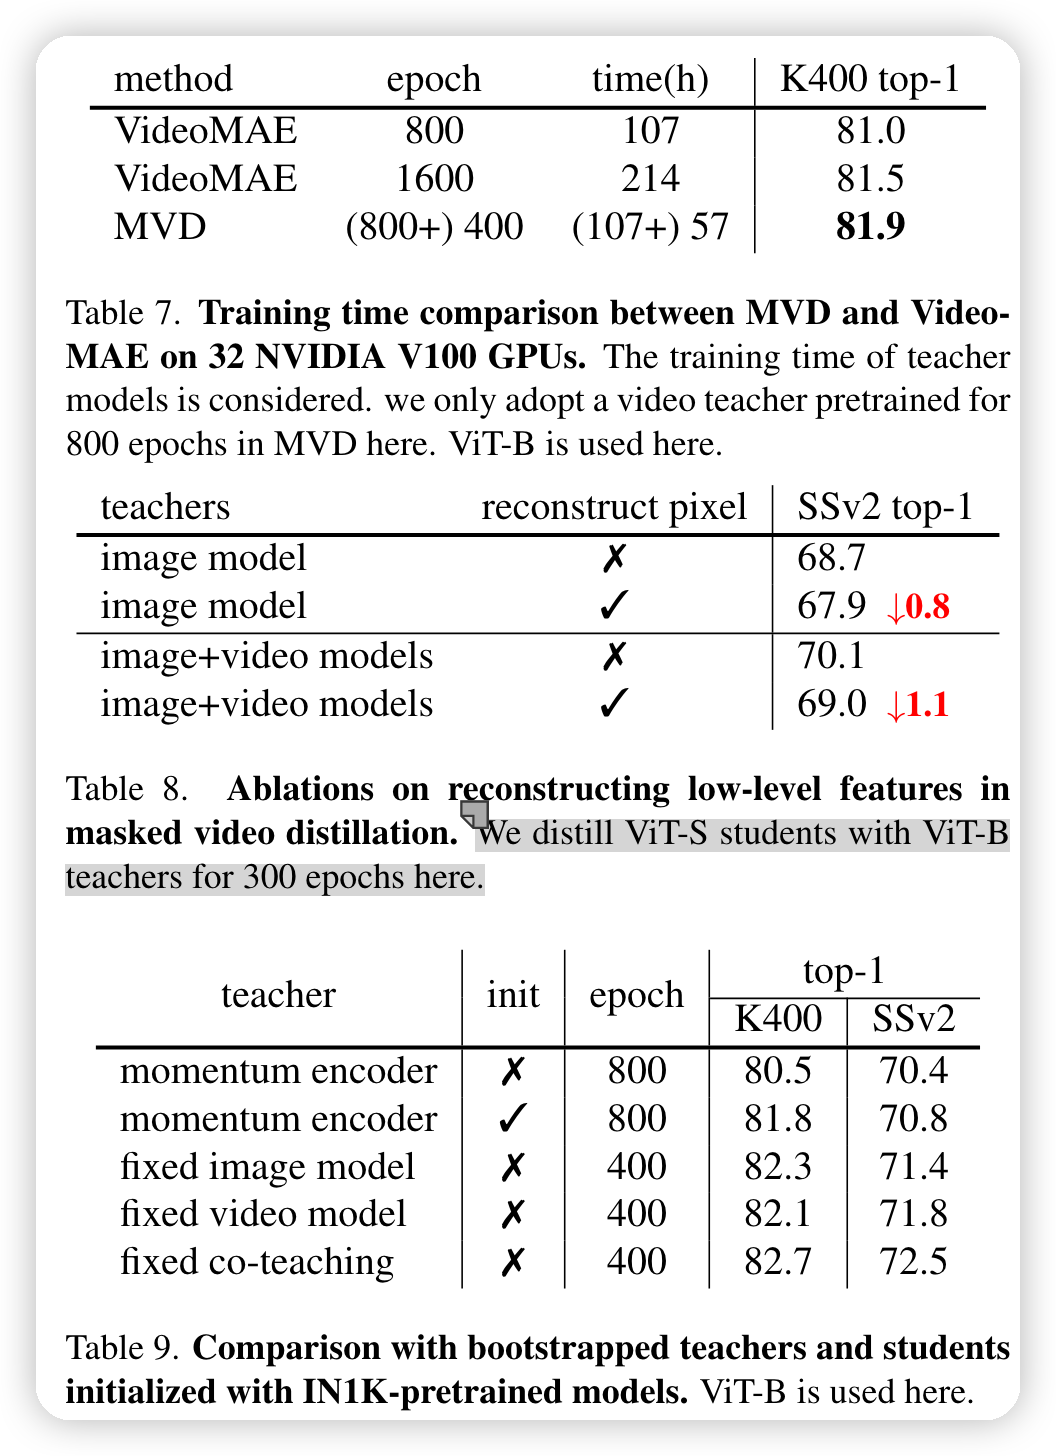 method epoch time(h) K400 top-1
VideoMAE 800 107 81.0
VideoMAE 1600 214 81.5
MVD (800+) 400 (107+) 57 81.9
Table 7. Training time comparison between MVD and Video-
MAE on 32 NVIDIA V100 GPUs. The training time of teacher
models is considered. we only adopt a video teacher pretrained for
800 epochs in MVD here. ViT-B is used here.
teachers reconstruct pixel SSv2 top-1
image model ✗ 68.7
image model ✓ 67.9 ↓0.8
image+video models ✗ 70.1
image+video models ✓ 69.0 ↓1.1
Table 8. Ablations on reconstructing low-level features in
masked video distillation. We distill ViT-S students with ViT-B
teachers for 300 epochs here.
teacher init epoch top-1
K400 SSv2
momentum encoder ✗ 800 80.5 70.4
momentum encoder ✓ 800 81.8 70.8
fixed image model ✗ 400 82.3 71.4
fixed video model ✗ 400 82.1 71.8
fixed co-teaching ✗ 400 82.7 72.5
Table 9. Comparison with bootstrapped teachers and students
initialized with IN1K-pretrained models. ViT-B is used here.